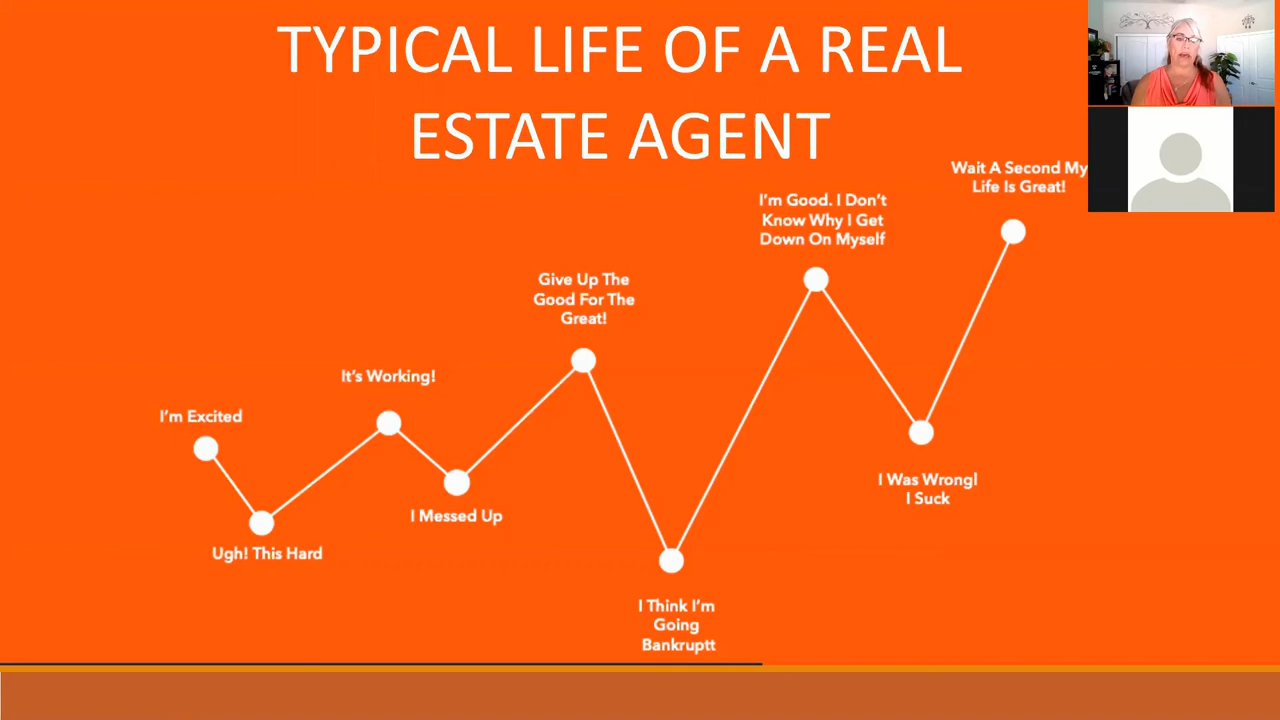 TYPICAL LIFE OF A REAL
ESTATE AGENT
I'm Excited
Ugh! This Hard
It's Working!
I Messed Up
Give Up The
Good For The
Great!
I Think I'm
Going
Bankruptt
I'm Good. I Don't
Know Why I Get
Down On Myself
I Was Wrong!
I Suck
Wait A Second My
Life Is Great!